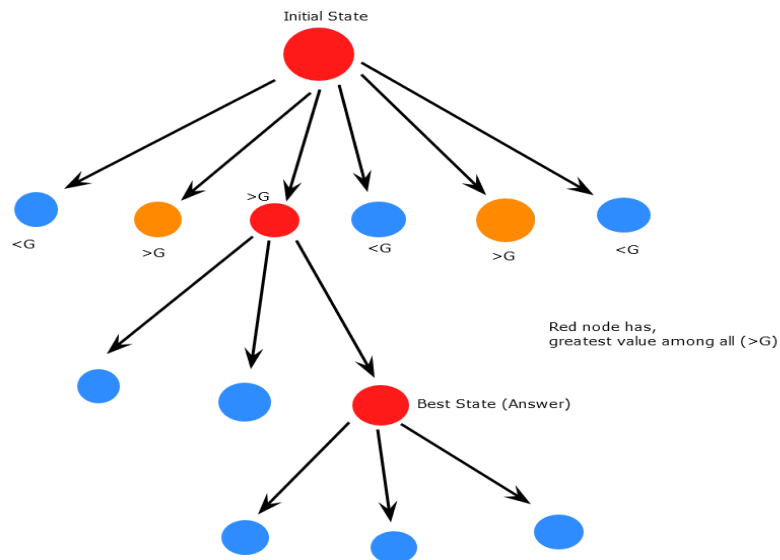 Initial State
>G
<G
>G
<G
>G
<G
Red node has,
greatest value among all (>G)
Best State (Answer)